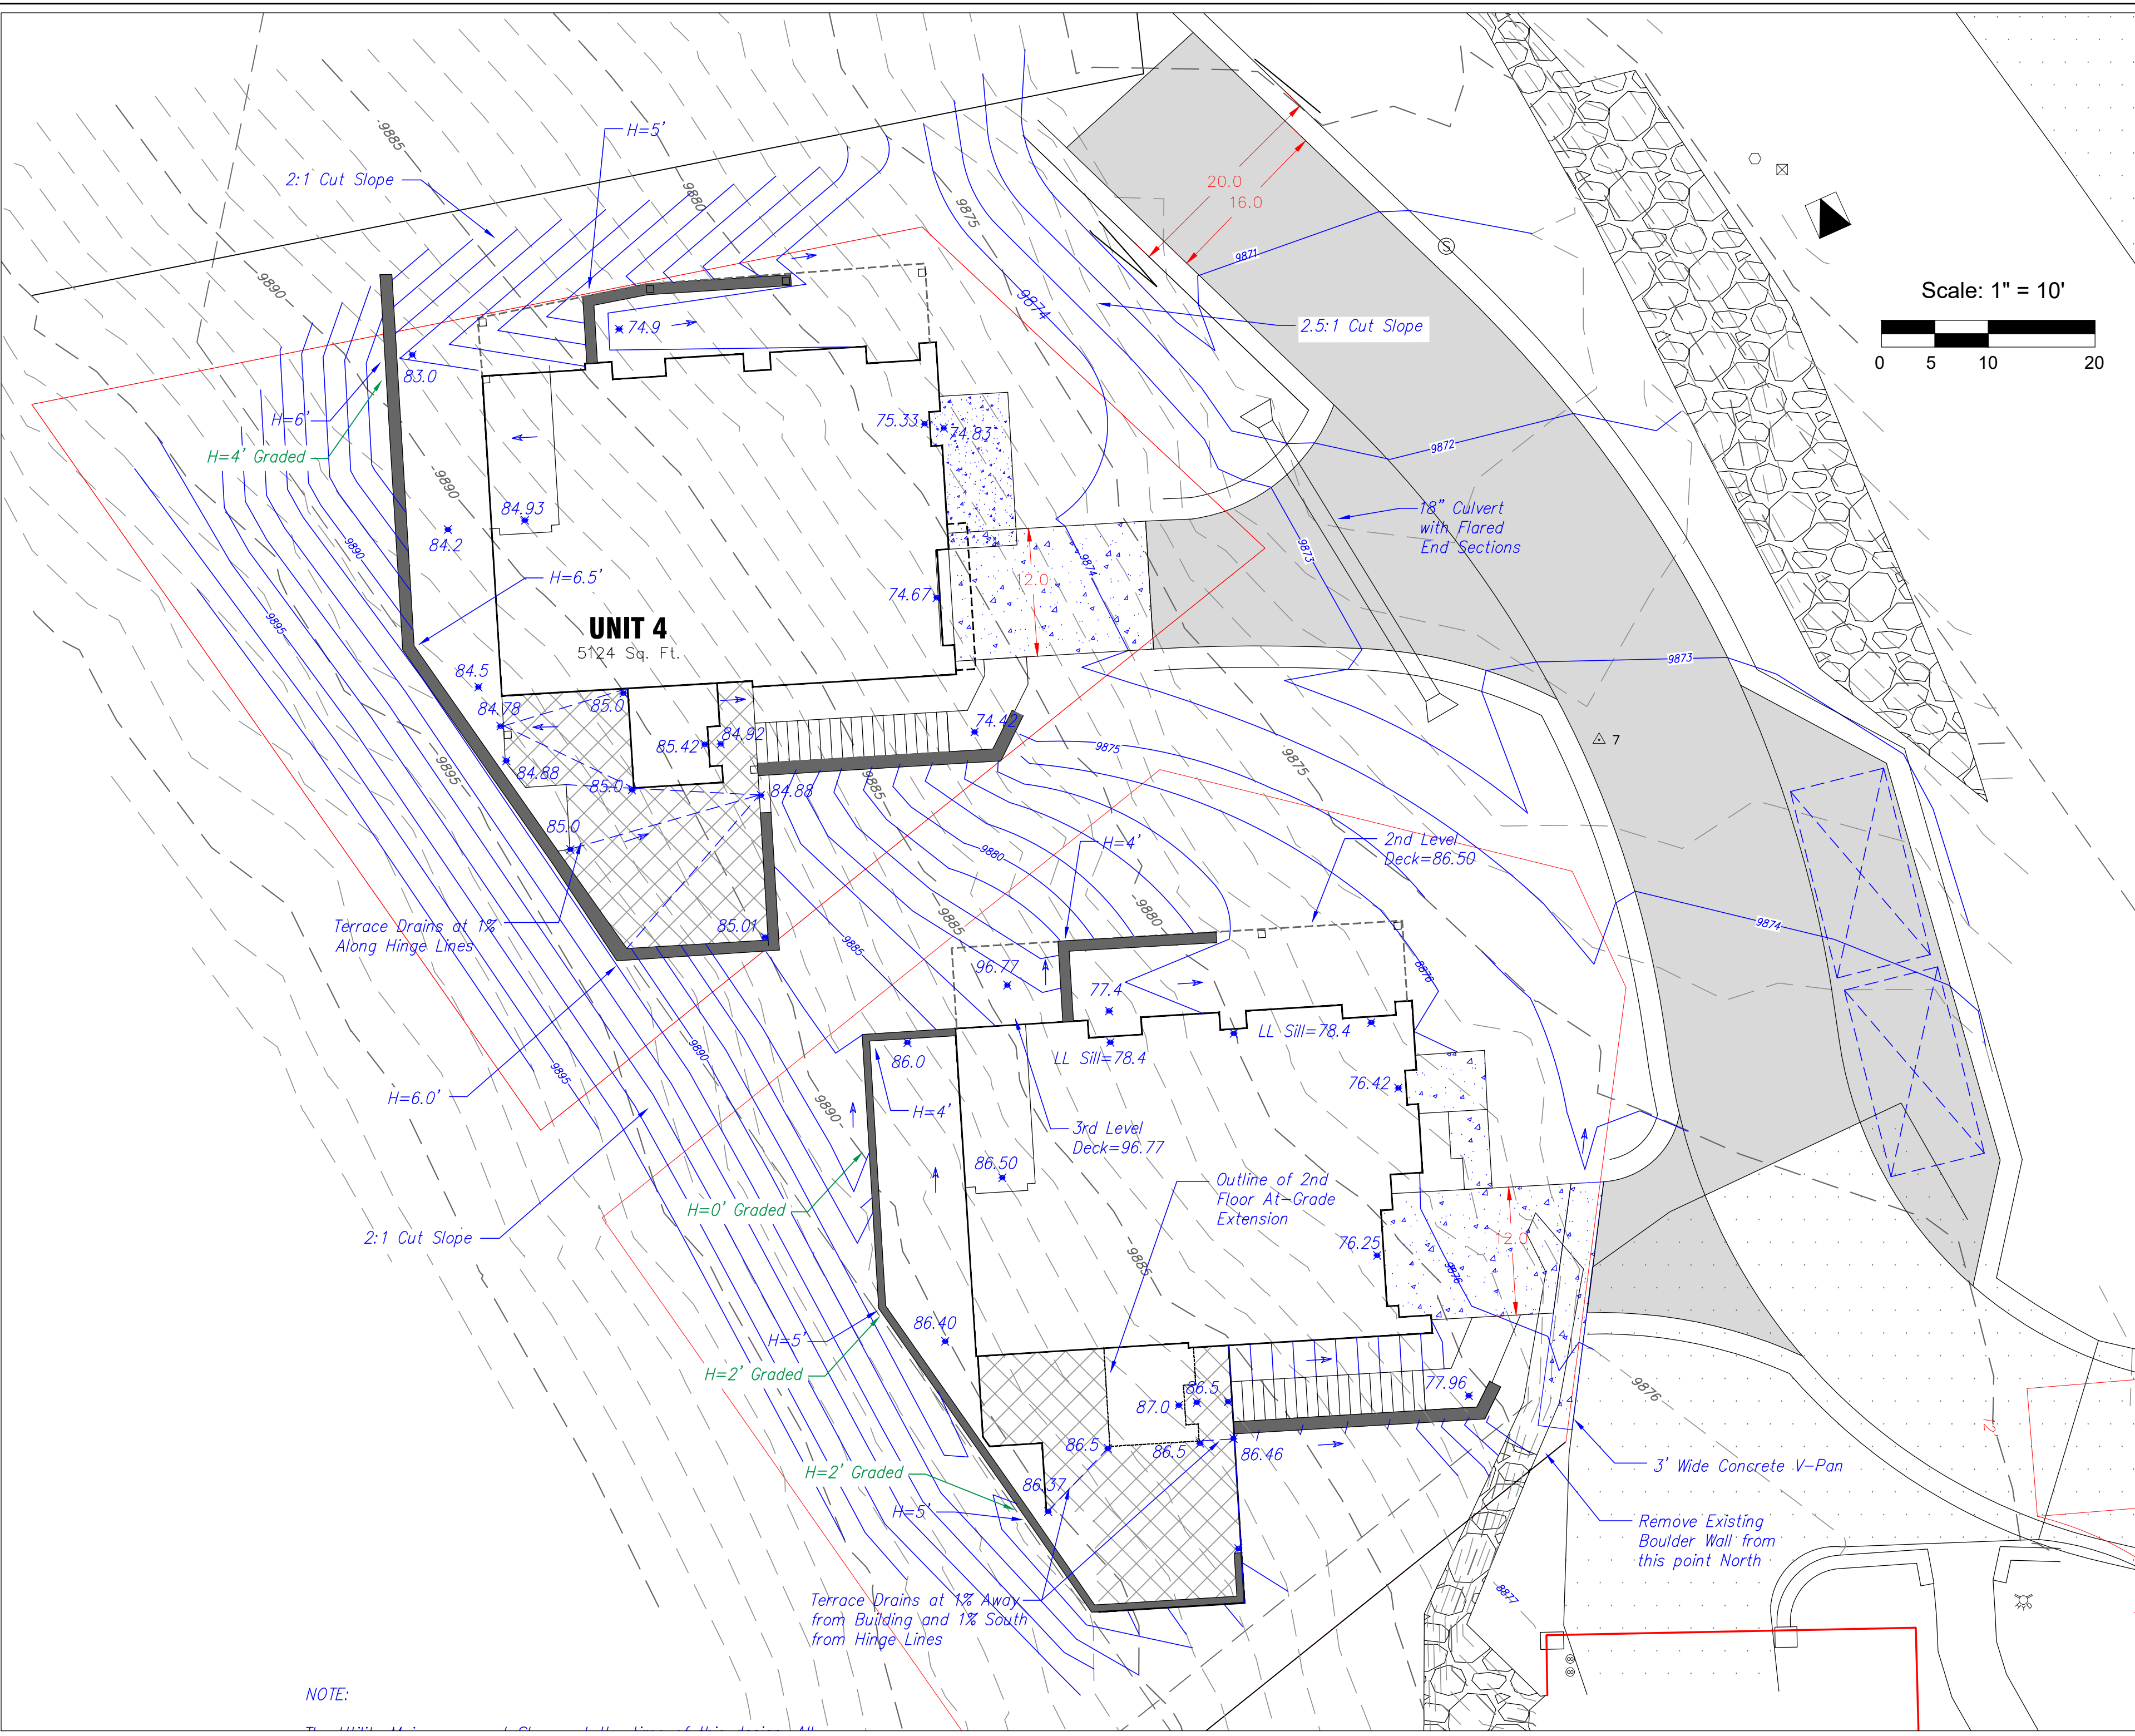 9885
H=5'
2:1 Cut Slope
9880
9875
20.0
16.0
9871
9890
9874
74.9
2.5:1 Cut Slope
Scale: 1" = 10'
0 5 10 20
S
83.0
H=6'
H=4' Graded
75.33
74.83
9872
9890
84.93
84.2
18" Culvert
with Flared
End Sections
9890
9873
9874
H=6.5'
12.0
74.67
9895
UNIT 4
5124 Sq. Ft.
9873
84.5
84.78
85.0
74.42
85.42
84.92
9875
7
9875
9895
84.88
85.0
84.88
9885
85.0
9880
H=4'
2nd Level
Deck=86.50
Terrace Drains at 1%
Along Hinge Lines
85.01
9885
9885
9880
9874
96.77
77.4
8876
LL Sill=78.4
LL Sill=78.4
9890
86.0
9895
H=6.0'
76.42
9890
H=4'
3rd Level
Deck=96.77
86.50
Outline of 2nd
Floor At-Grade
Extension
H=0' Graded
2:1 Cut Slope
9885
76.25
12.0
9876
H=5'
86.40
H=2' Graded
77.96
9876
86.5
87.0
12
86.5
86.5
86.46
3' Wide Concrete V-Pan
H=2' Graded
86.37
H=5'
Remove Existing
Boulder Wall from
this point North
Terrace Drains at 1% Away
from Building and 1% South
from Hinge Lines
8877
NOTE: